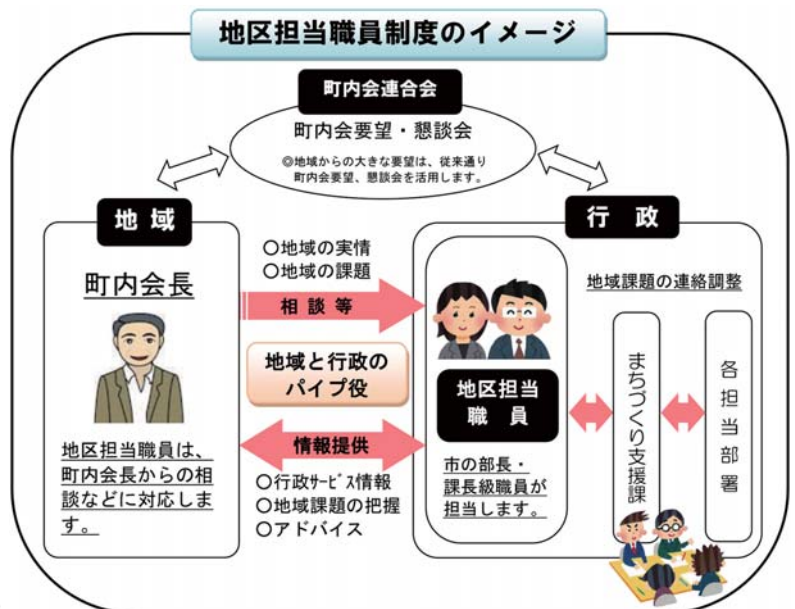 地区担当職員制度のイメージ
町内会連合会
町内会要望・懇談会
◎地域からの大きな要望は、従来通り
町内会要望、懇談会を活用します。
地域
町内会長
地区担当職員は、
町内会長からの相
談などに対応しま
す。
○地域の実情
○地域の課題
相談等
地域と行政の
パイプ役
情報提供
○行政サービス情報
○地域課題の把握
○アドバイス
行政
地区担当
職員
市の部長・
課長級職員が
担当します。
地域課題の連絡調整
まちづくり支援課
各担当部署